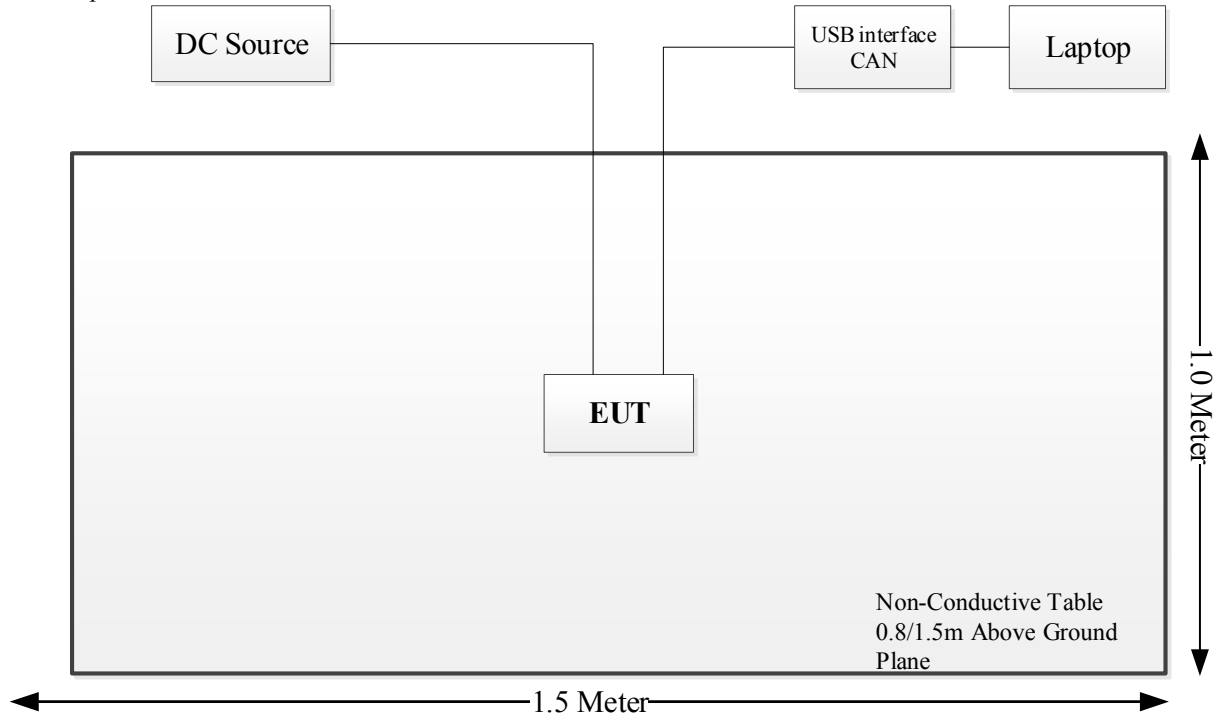 DC Source
USB interface
CAN
Laptop
EUT
1.0 Meter
Non-Conductive Table
0.8/1.5m Above Ground
Plane
1.5 Meter